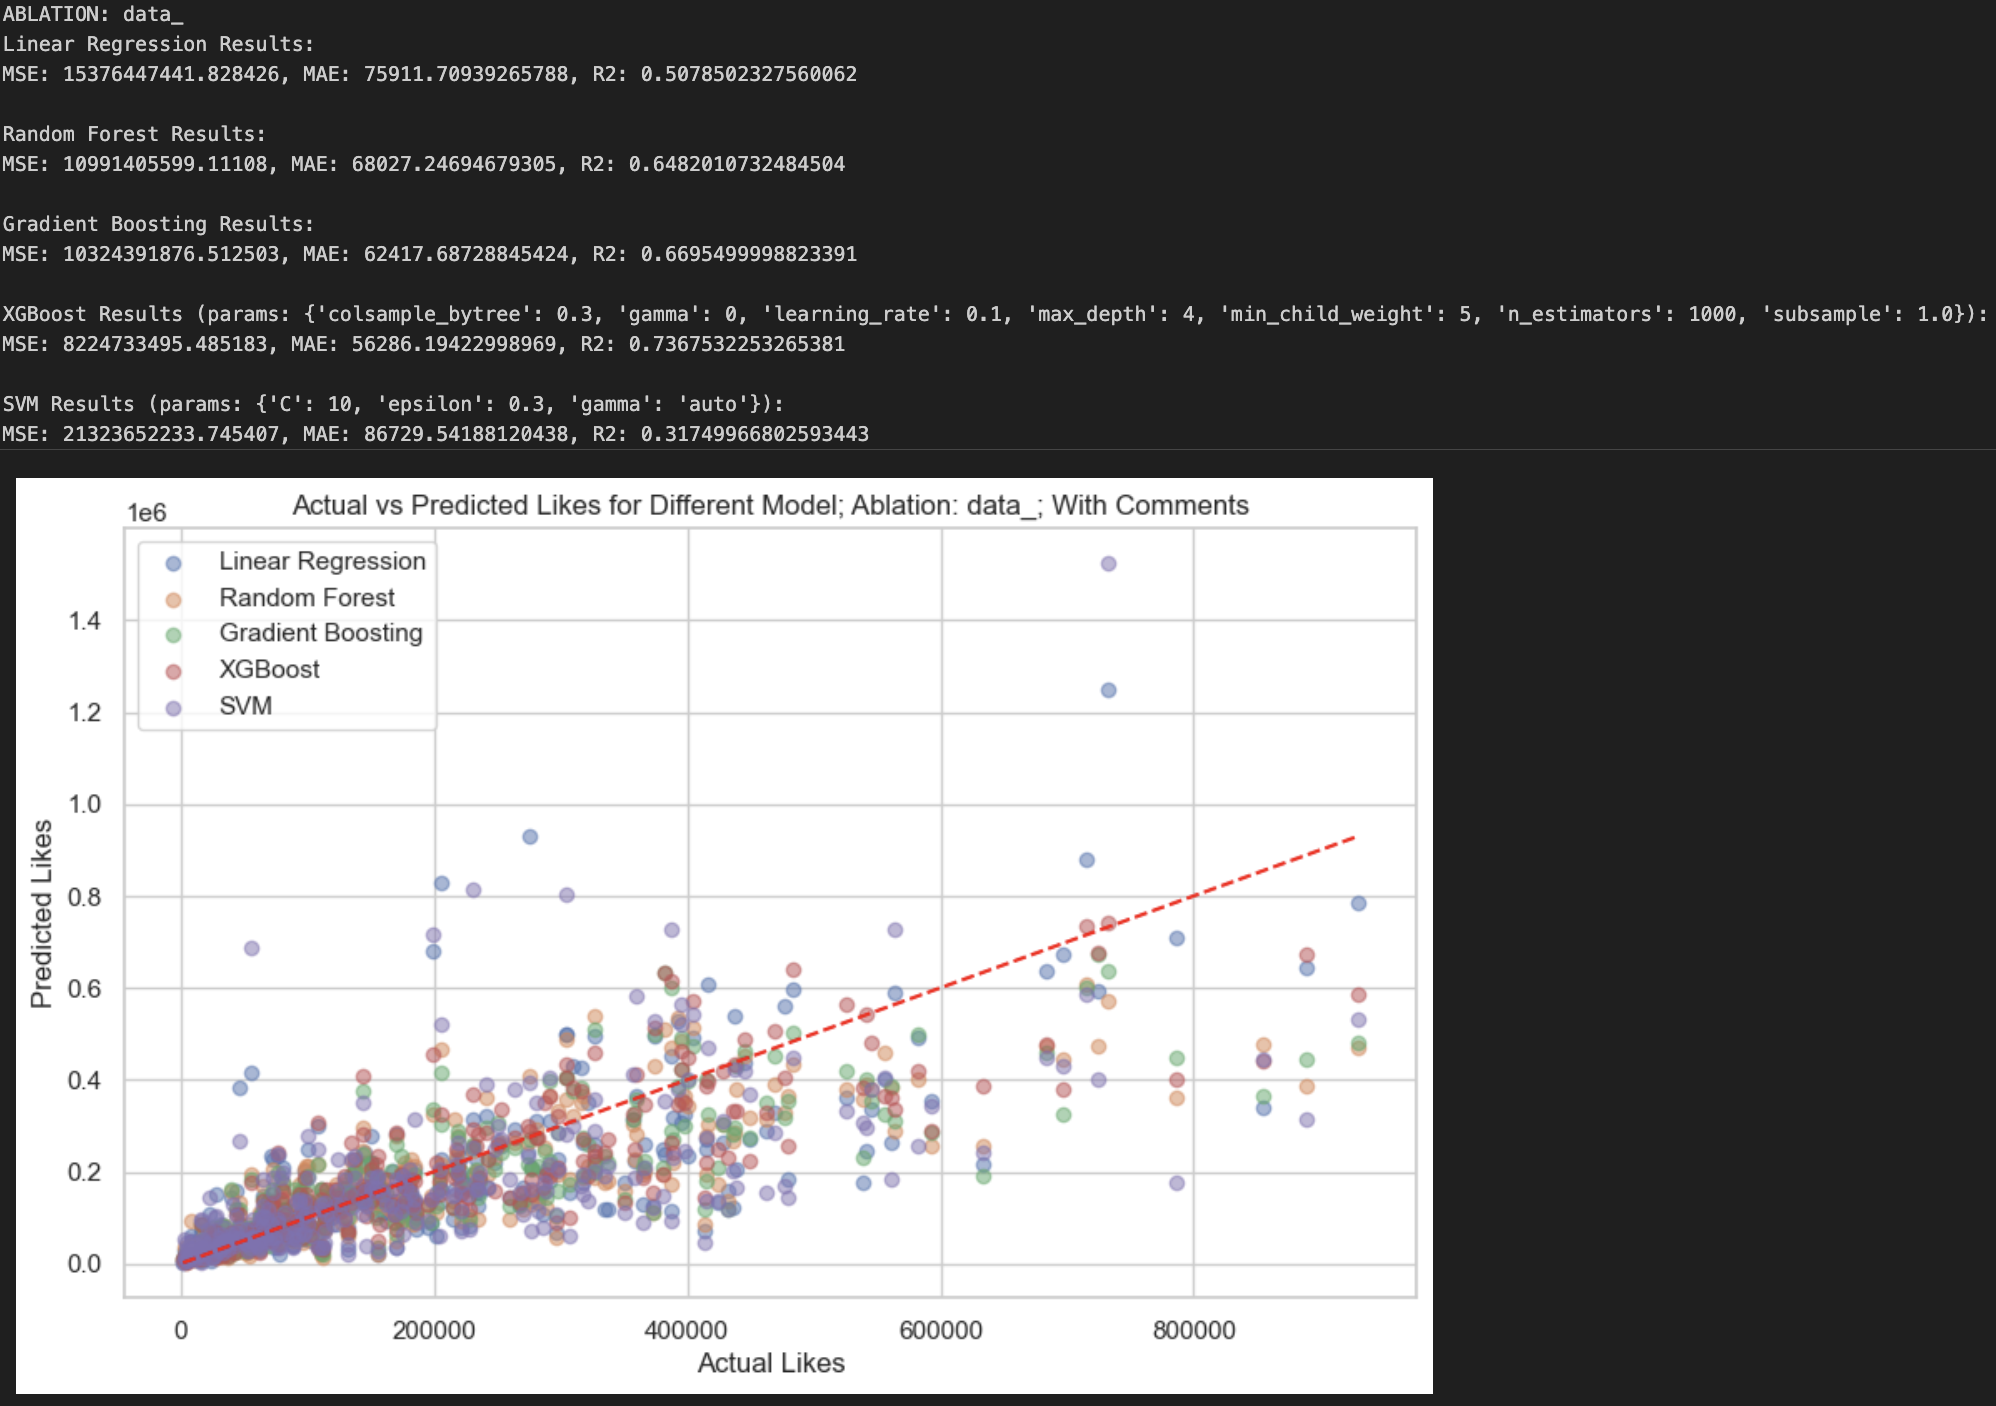 ABLATION: data_
Linear Regression Results:
MSE: 15376447441.828426, MAE: 75911.70939265788, R2: 0.5078502327560062
Random Forest Results:
MSE: 10991405599.11108, MAE: 68027.24694679305, R2: 0.6482010732484504
Gradient Boosting Results:
MSE: 10324391876.512503, MAE: 62417.68728845424, R2: 0.6695499998823391
XGBoost Results (params: {'colsample_bytree': 0.3, 'gamma': 0, 'learning_rate': 0.1, 'max_depth': 4, 'min_child_weight': 5, 'n_estimators': 1000, 'subsample': 1.0}):
MSE: 8224733495.485183, MAE: 56286.19422998969, R2: 0.7367532253265381
SVM Results (params: {'C': 10, 'epsilon': 0.3, 'gamma': 'auto'}):
MSE: 21323652233.745407, MAE: 86729.54188120438, R2: 0.31749966802593443
Actual vs Predicted Likes for Different Model; Ablation: data_; With Comments
1e6
Linear Regression
Random Forest
Gradient Boosting
XGBoost
SVM
1.4
1.2
1.0
0.8
0.6
0.4
0.2
0.0
Predicted Likes
0
200000
400000
600000
800000
Actual Likes